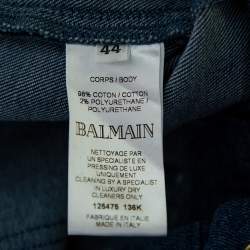 44
CORPS / BODY
98% COTON / COTTON
2% POLYURETHANE /
POLYURETHANE
BALMAIN
NETTOYAGE PAR
UN SPECIALISTE EN
PRESSING DE LUXE
UNIQUEMENT
CLEANING BY A SPECIALIST
IN LUXURY DRY
CLEANERS ONLY
125475 136K
FABRIQUE EN ITALIE
MADE IN ITALY